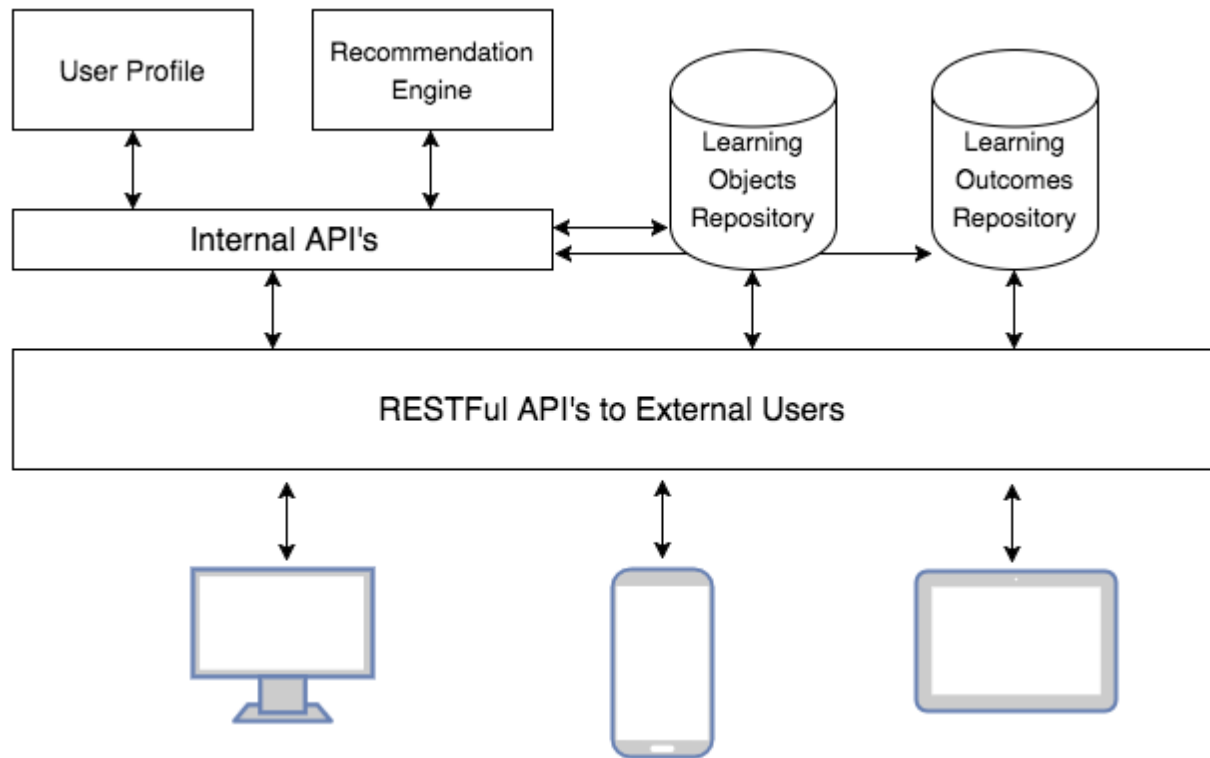 User Profile
Recommendation
Engine
Learning
Objects
Repository
Learning
Outcomes
Repository
Internal API's
RESTFul API's to External Users